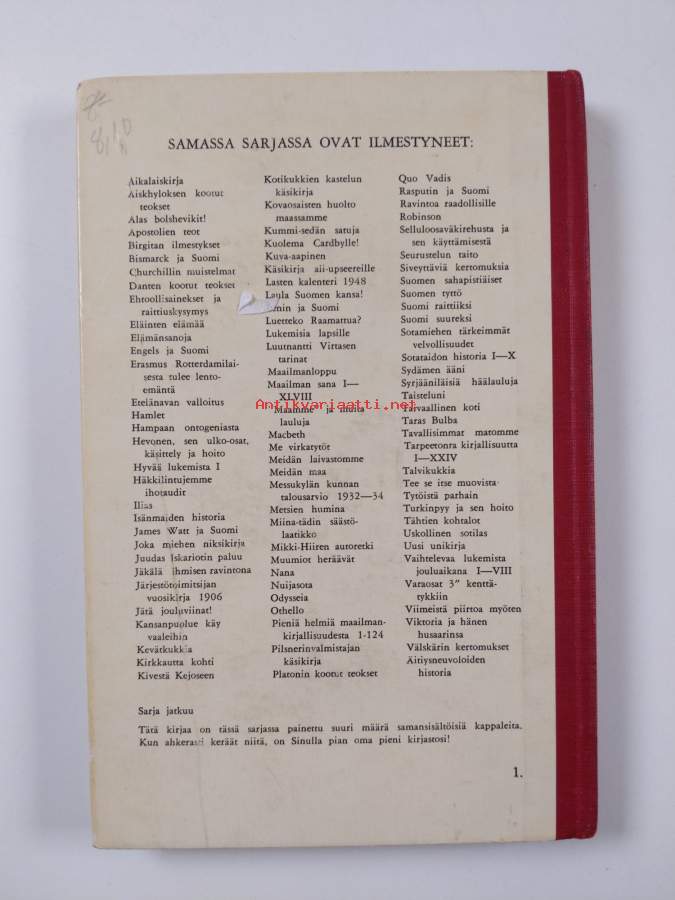 SAMASSA SARJASSA OVAT ILMESTYNEET:
Aikalaiskirja
Aiskhyloksen kootut
teokset
Alas bolshevikit!
Apostolien teot
Birgitan ilmestykset
Bismarck ja Suomi
Churchillin muistelmat
Danten kootut teokset
Ehtoollisainekset ja
raittiuskysymys
Eläinten elämää
Elämänsanoja
Engels ja Suomi
Erasmus Rotterdamilai-
sesta tulee lento-
emäntä
Etelänavan valloitus
Hamlet
Hampaan ontogeniasta
Hevonen, sen ulko-osat,
käsittely ja hoito
Hyvää lukemista I
Häkkilintujemme
ihotaudit
Ilias
Isänmaiden historia
James Watt ja Suomi
Joka miehen niksikirja
Juudas Iskariotin paluu
Jäkälä ihmisen ravintona
Järjestötoimitsijan
vuosikirja 1906
Jätä jouluviinat!
Kansanpuolue käy
vaaleihin
Kevätkukkia
Kirkkautta kohti
Kivestä Kejoseen
Kotikukkien kastelun
käsikirja
Kovaosaisten huolto
maassamme
Kummi-sedän satuja
Kuolema Cardbylle!
Kuva-aapinen
Käsikirja ali-upseereille
Lasten kalenteri 1948
Laula Suomen kansa!
ja Suomi
Luetteko Raamattua?
Lukemisia lapsille
Luutnantti Virtasen
tarinat
Maailmanloppu
Maailman sana I—
XLVIII
Maamme ja muita
lauluja
Macbeth
Me virkatytöt
Meidän laivastomme
Meidän maa
Messukylän kunnan
talousarvio 1932—34
Metsien humina
Miina-tädin säästö-
laatikko
Mikki-Hiiren autoretki
Muumiot heräävät
Nana
Nuijasota
Odysseia
Othello
Pieniä helmiä maailman-
kirjallisuudesta 1-124
Pilsnerinvalmistajan
käsikirja
Platonin kootut teokset
Quo Vadis
Rasputin ja Suomi
Ravintoa raadollisille
Robinson
Selluloosaväkirehusta ja
sen käyttämisestä
Seurustelun taito
Siveyttäviä kertomuksia
Suomen sahapistiäiset
Suomen tyttö
Suomi raittiiksi
Suomi suureksi
Sotamiehen tärkeimmät
velvollisuudet
Sotataidon historia I—X
Sydämen ääni
Syrjääniläisiä häälauluja
Taisteluni
Taivaallinen koti
Taras Bulba
Tavallisimmat matomme
Tarpeetonta kirjallisuutta
I—XXIV
Talvikukkia
Tee se itse muovista
Tytöistä parhain
Turkinpyy ja sen hoito
Tähtien kohtalot
Uskollinen sotilas
Uusi unikirja
Vaihtelevaa lukemista
jouluaikana I—VIII
Varaosat 3" kenttä-
tykkiin
Viimeistä piirtoa myöten
Viktoria ja hänen
husaarinsa
Välskärin kertomukset
Äitiysneuvoloiden
historia
Antikvariaatti.net
Sarja jatkuu
Tätä kirjaa on tässä sarjassa painettu suuri määrä samansisältöisiä kappaleita.
Kun ahkerasti keräät niitä, on Sinulla pian oma pieni kirjastosi!
1.